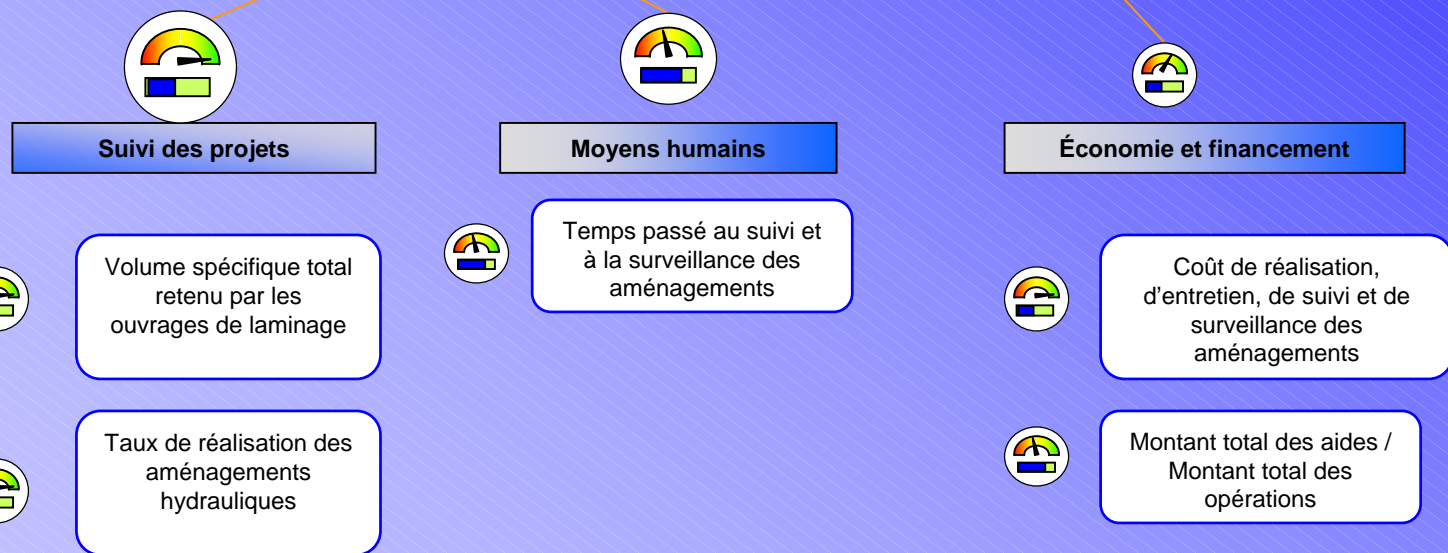 Suivi des projets
Volume spécifique total
retenu par les
ouvrages de laminage
Taux de réalisation des
aménagements
hydrauliques
Moyens humains
Temps passé au suivi et
à la surveillance des
aménagements
Économie et financement
Coût de réalisation,
d’entretien, de suivi et de
surveillance des
aménagements
Montant total des aides /
Montant total des
opérations